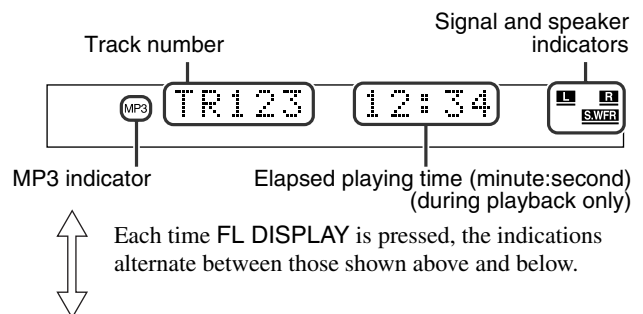 Signal and speaker
indicators
Track number
MP3
TR123
12:34
L R
S.WFR
MP3 indicator
Elapsed playing time (minute:second)
(during playback only)
Each time FL DISPLAY is pressed, the indications
alternate between those shown above and below.